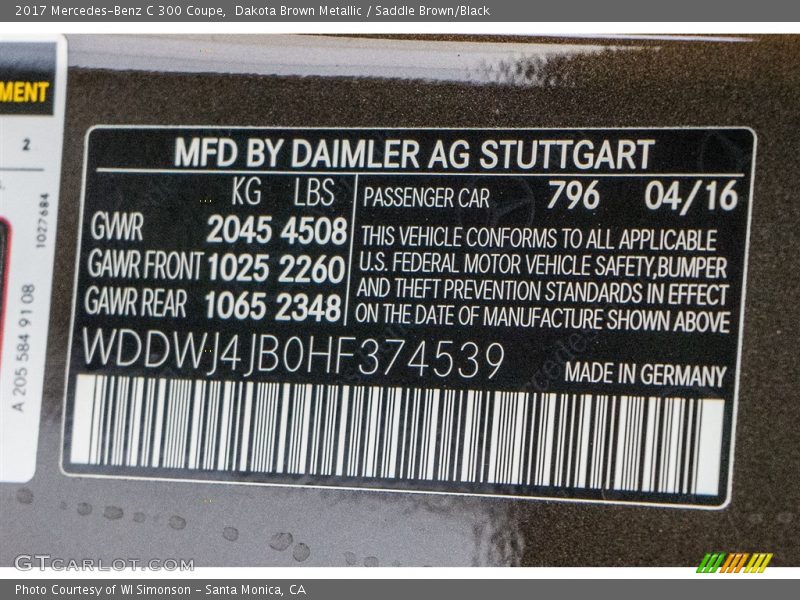 2017 Mercedes-Benz C 300 Coupe, Dakota Brown Metallic / Saddle Brown/Black
MENT
2
1027684
A 205 584 91 08
MFD BY DAIMLER AG STUTTGART
KG LBS
GVWR 2045 4508
GAWR FRONT 1025 2260
GAWR REAR 1065 2348
PASSENGER CAR 796 04/16
THIS VEHICLE CONFORMS TO ALL APPLICABLE
U.S. FEDERAL MOTOR VEHICLE SAFETY,BUMPER
AND THEFT PREVENTION STANDARDS IN EFFECT
ON THE DATE OF MANUFACTURE SHOWN ABOVE
WDDWJ4JB0HF374539
MADE IN GERMANY
GTCARLOT.COM
Photo Courtesy of WI Simonson - Santa Monica, CA